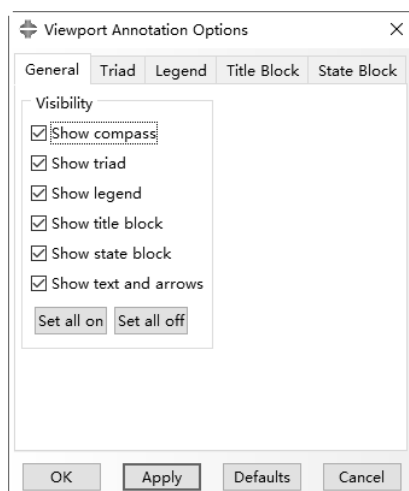 Viewport Annotation Options
General Triad Legend Title Block State Block
Visibility
Show compass
Show triad
Show legend
Show title block
Show state block
Show text and arrows
Set all on Set all off
OK Apply Defaults Cancel